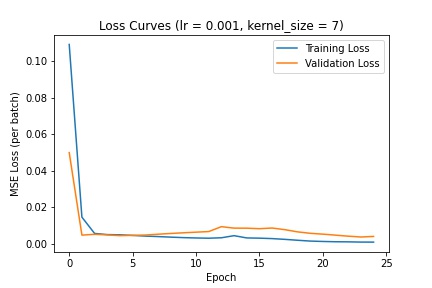 Loss Curves (lr = 0.001, kernel_size = 7)
Training Loss
Validation Loss
MSE Loss (per batch)
0.10
0.08
0.06
0.04
0.02
0.00
0 5 10 15 20 25
Epoch